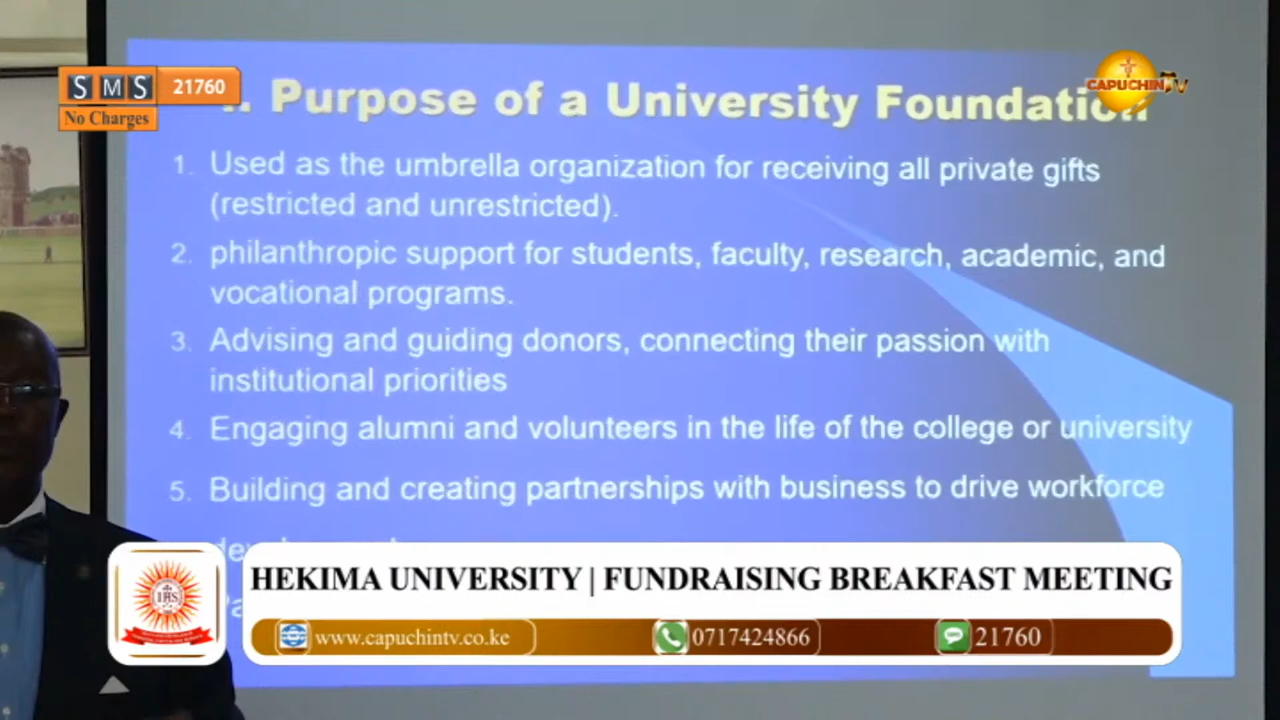 SMS 21760
No Charges
CAPUCHIN TV
Purpose of a University Foundation
1. Used as the umbrella organization for receiving all private gifts
(restricted and unrestricted).
2. philanthropic support for students, faculty, research, academic, and
vocational programs.
3. Advising and guiding donors, connecting their passion with
institutional priorities
4. Engaging alumni and volunteers in the life of the college or university
5. Building and creating partnerships with business to drive workforce
IHS
HEKIMA UNIVERSITY | FUNDRAISING BREAKFAST MEETING
www.capuchintv.co.ke 0717424866 21760